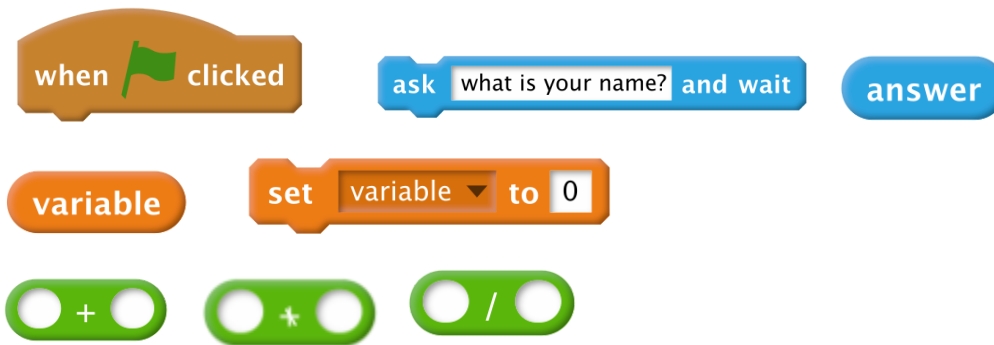 when clicked
ask what is your name? and wait
answer
variable
set variable to 0
+
*
/